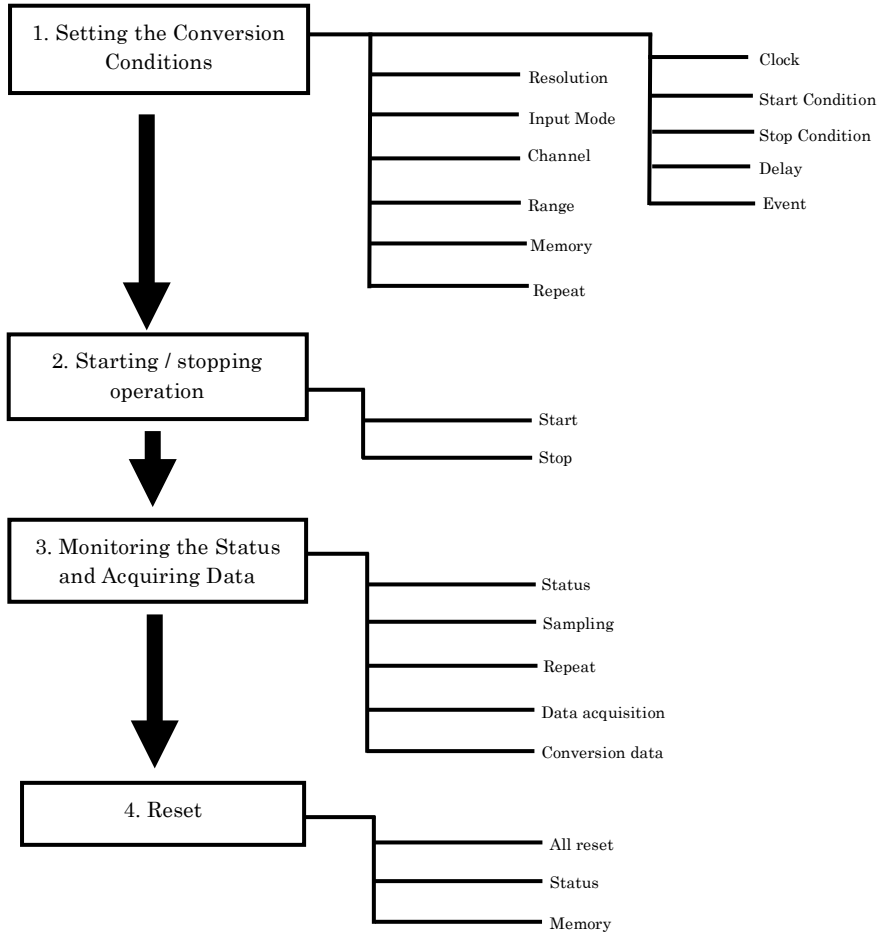 1. Setting the Conversion
Conditions
Resolution
Input Mode
Channel
Range
Memory
Repeat
Clock
Start Condition
Stop Condition
Delay
Event
2. Starting / stopping
operation
Start
Stop
3. Monitoring the Status
and Acquiring Data
Status
Sampling
Repeat
Data acquisition
Conversion data
4. Reset
All reset
Status
Memory